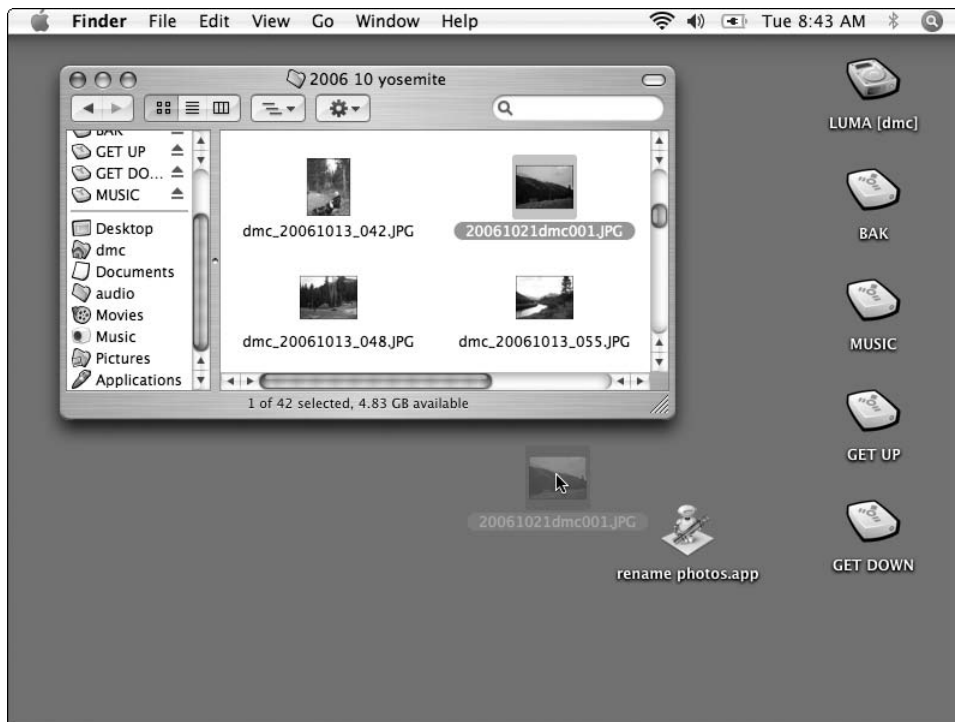 Finder File Edit View Go Window Help Tue 8:43 AM
2006 10 yosemite
BAK
GET UP
GET DO...
MUSIC
Desktop
dmc
Documents
audio
Movies
Music
Pictures
Applications
dmc_20061013_042.JPG
20061021dmc001.JPG
dmc_20061013_048.JPG
dmc_20061013_055.JPG
1 of 42 selected, 4.83 GB available
20061021dmc001.JPG
rename photos.app
LUMA [dmc]
BAK
MUSIC
GET UP
GET DOWN